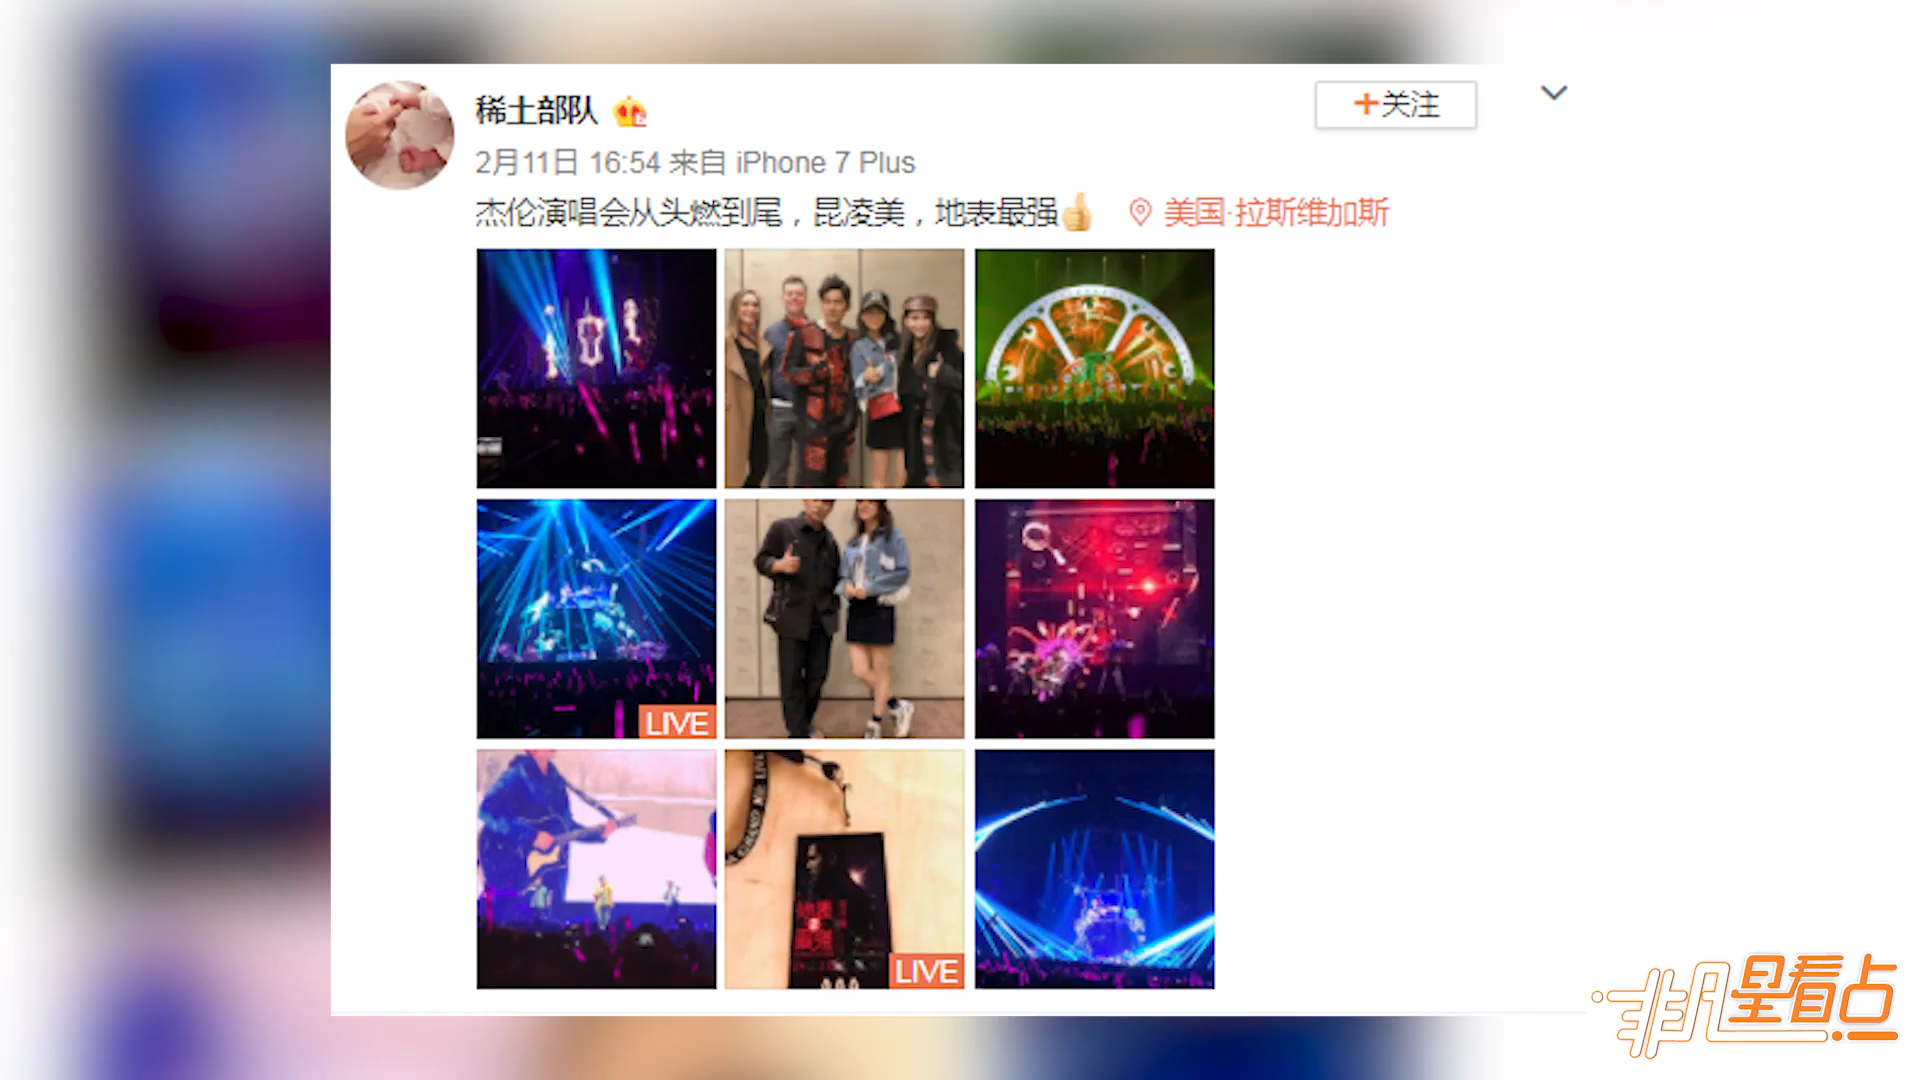 稀土部队
+关注
2月11日 16:54 来自 iPhone 7 Plus
杰伦演唱会从头燃到尾，昆凌美，地表最强 美国·拉斯维加斯
LIVE
LIVE
非凡星看点